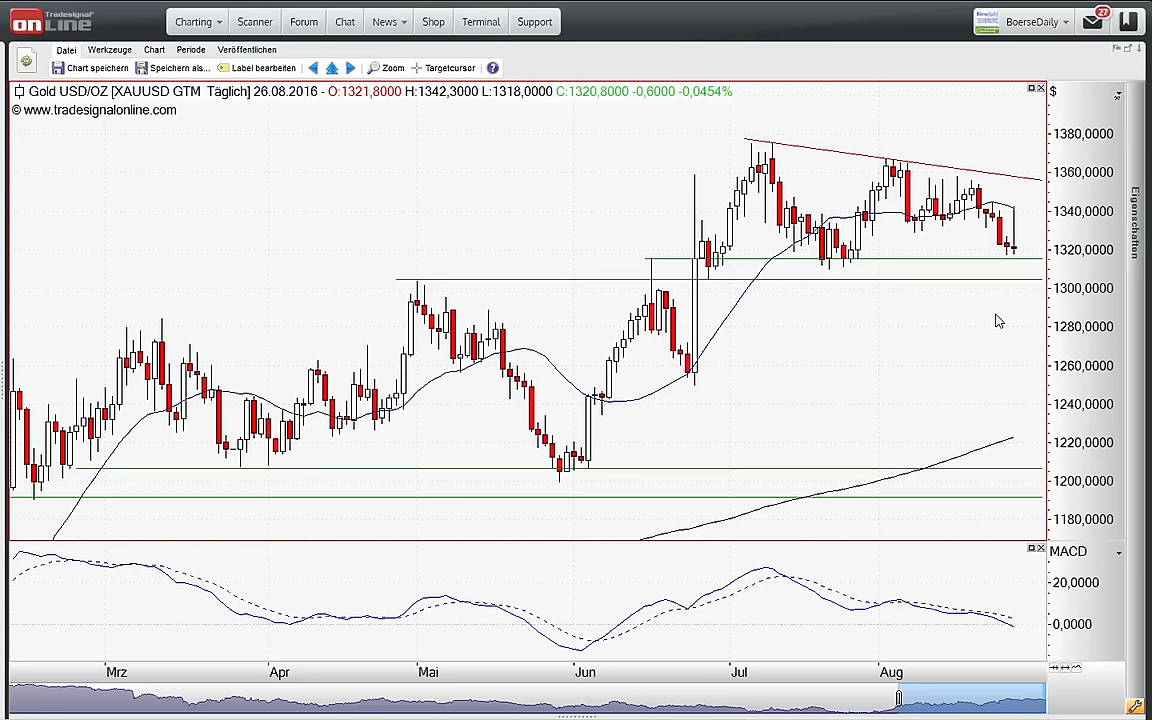 Tradesignal
onLine
Charting Scanner Forum Chat News Shop Terminal Support
BoerseDaily
27
Datei Werkzeuge Chart Periode Veröffentlichen
Chart speichern Speichern als... Label bearbeiten Zoom Targetcursor ?
Gold USD/OZ [XAUUSD GTM Täglich] 26.08.2016 - O:1321,8000 H:1342,3000 L:1318,0000 C:1320,8000 -0,6000 -0,0454%
© www.tradesignalonline.com
$
1380,0000
1360,0000
1340,0000
1320,0000
1300,0000
1280,0000
1260,0000
1240,0000
1220,0000
1200,0000
1180,0000
Eigenschaften
MACD
20,0000
0,0000
Mrz Apr Mai Jun Jul Aug